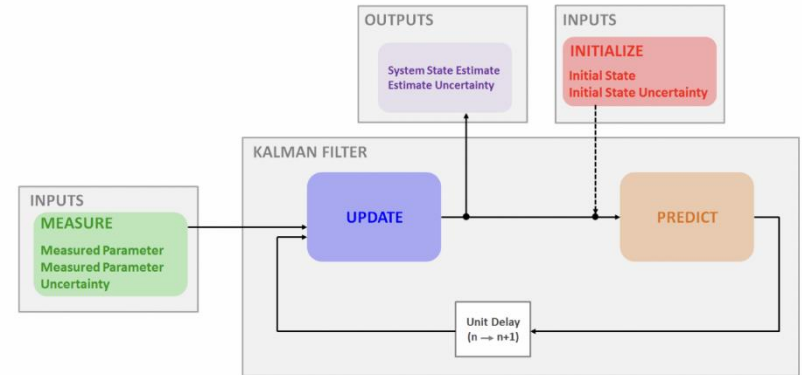 OUTPUTS
System State Estimate
Estimate Uncertainty
INPUTS
INITIALIZE
Initial State
Initial State Uncertainty
KALMAN FILTER
INPUTS
MEASURE
Measured Parameter
Measured Parameter
Uncertainty
UPDATE
PREDICT
Unit Delay
(n → n+1)